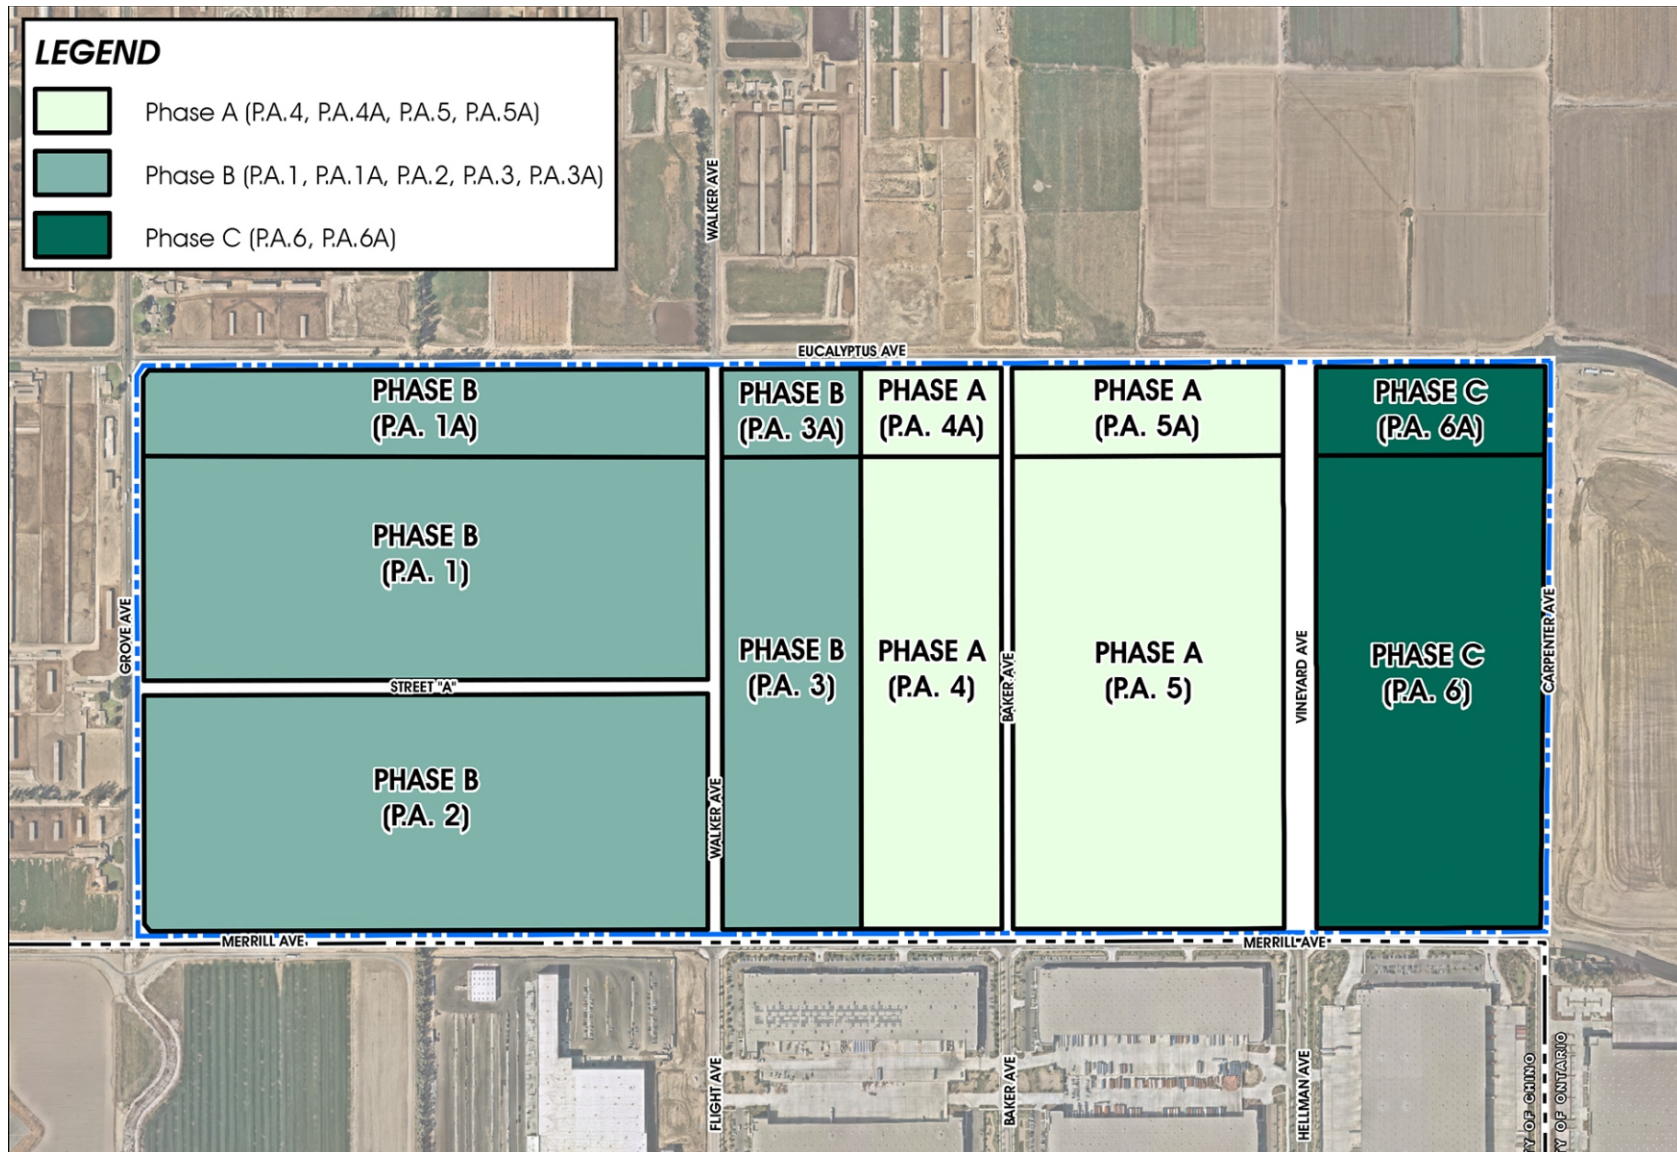 LEGEND
Phase A (P.A.4, P.A.4A, P.A.5, P.A.5A)
Phase B (P.A.1, P.A.1A, P.A.2, P.A.3, P.A.3A)
Phase C (P.A.6, P.A.6A)
WALKER AVE
EUCALYPTUS AVE
PHASE B
(P.A. 1A)
PHASE B
(P.A. 3A)
PHASE A
(P.A. 4A)
PHASE A
(P.A. 5A)
PHASE C
(P.A. 6A)
PHASE B
(P.A. 1)
GROVE AVE
STREET "A"
PHASE B
(P.A. 3)
PHASE A
(P.A. 4)
BAKER AVE
PHASE A
(P.A. 5)
VINEYARD AVE
PHASE C
(P.A. 6)
CARPENTER AVE
PHASE B
(P.A. 2)
WALKER AVE
MERRILL AVE
MERRILL AVE
FLIGHT AVE
BAKER AVE
HELLMAN AVE
TY OF CHINO
TY OF ONTARIO